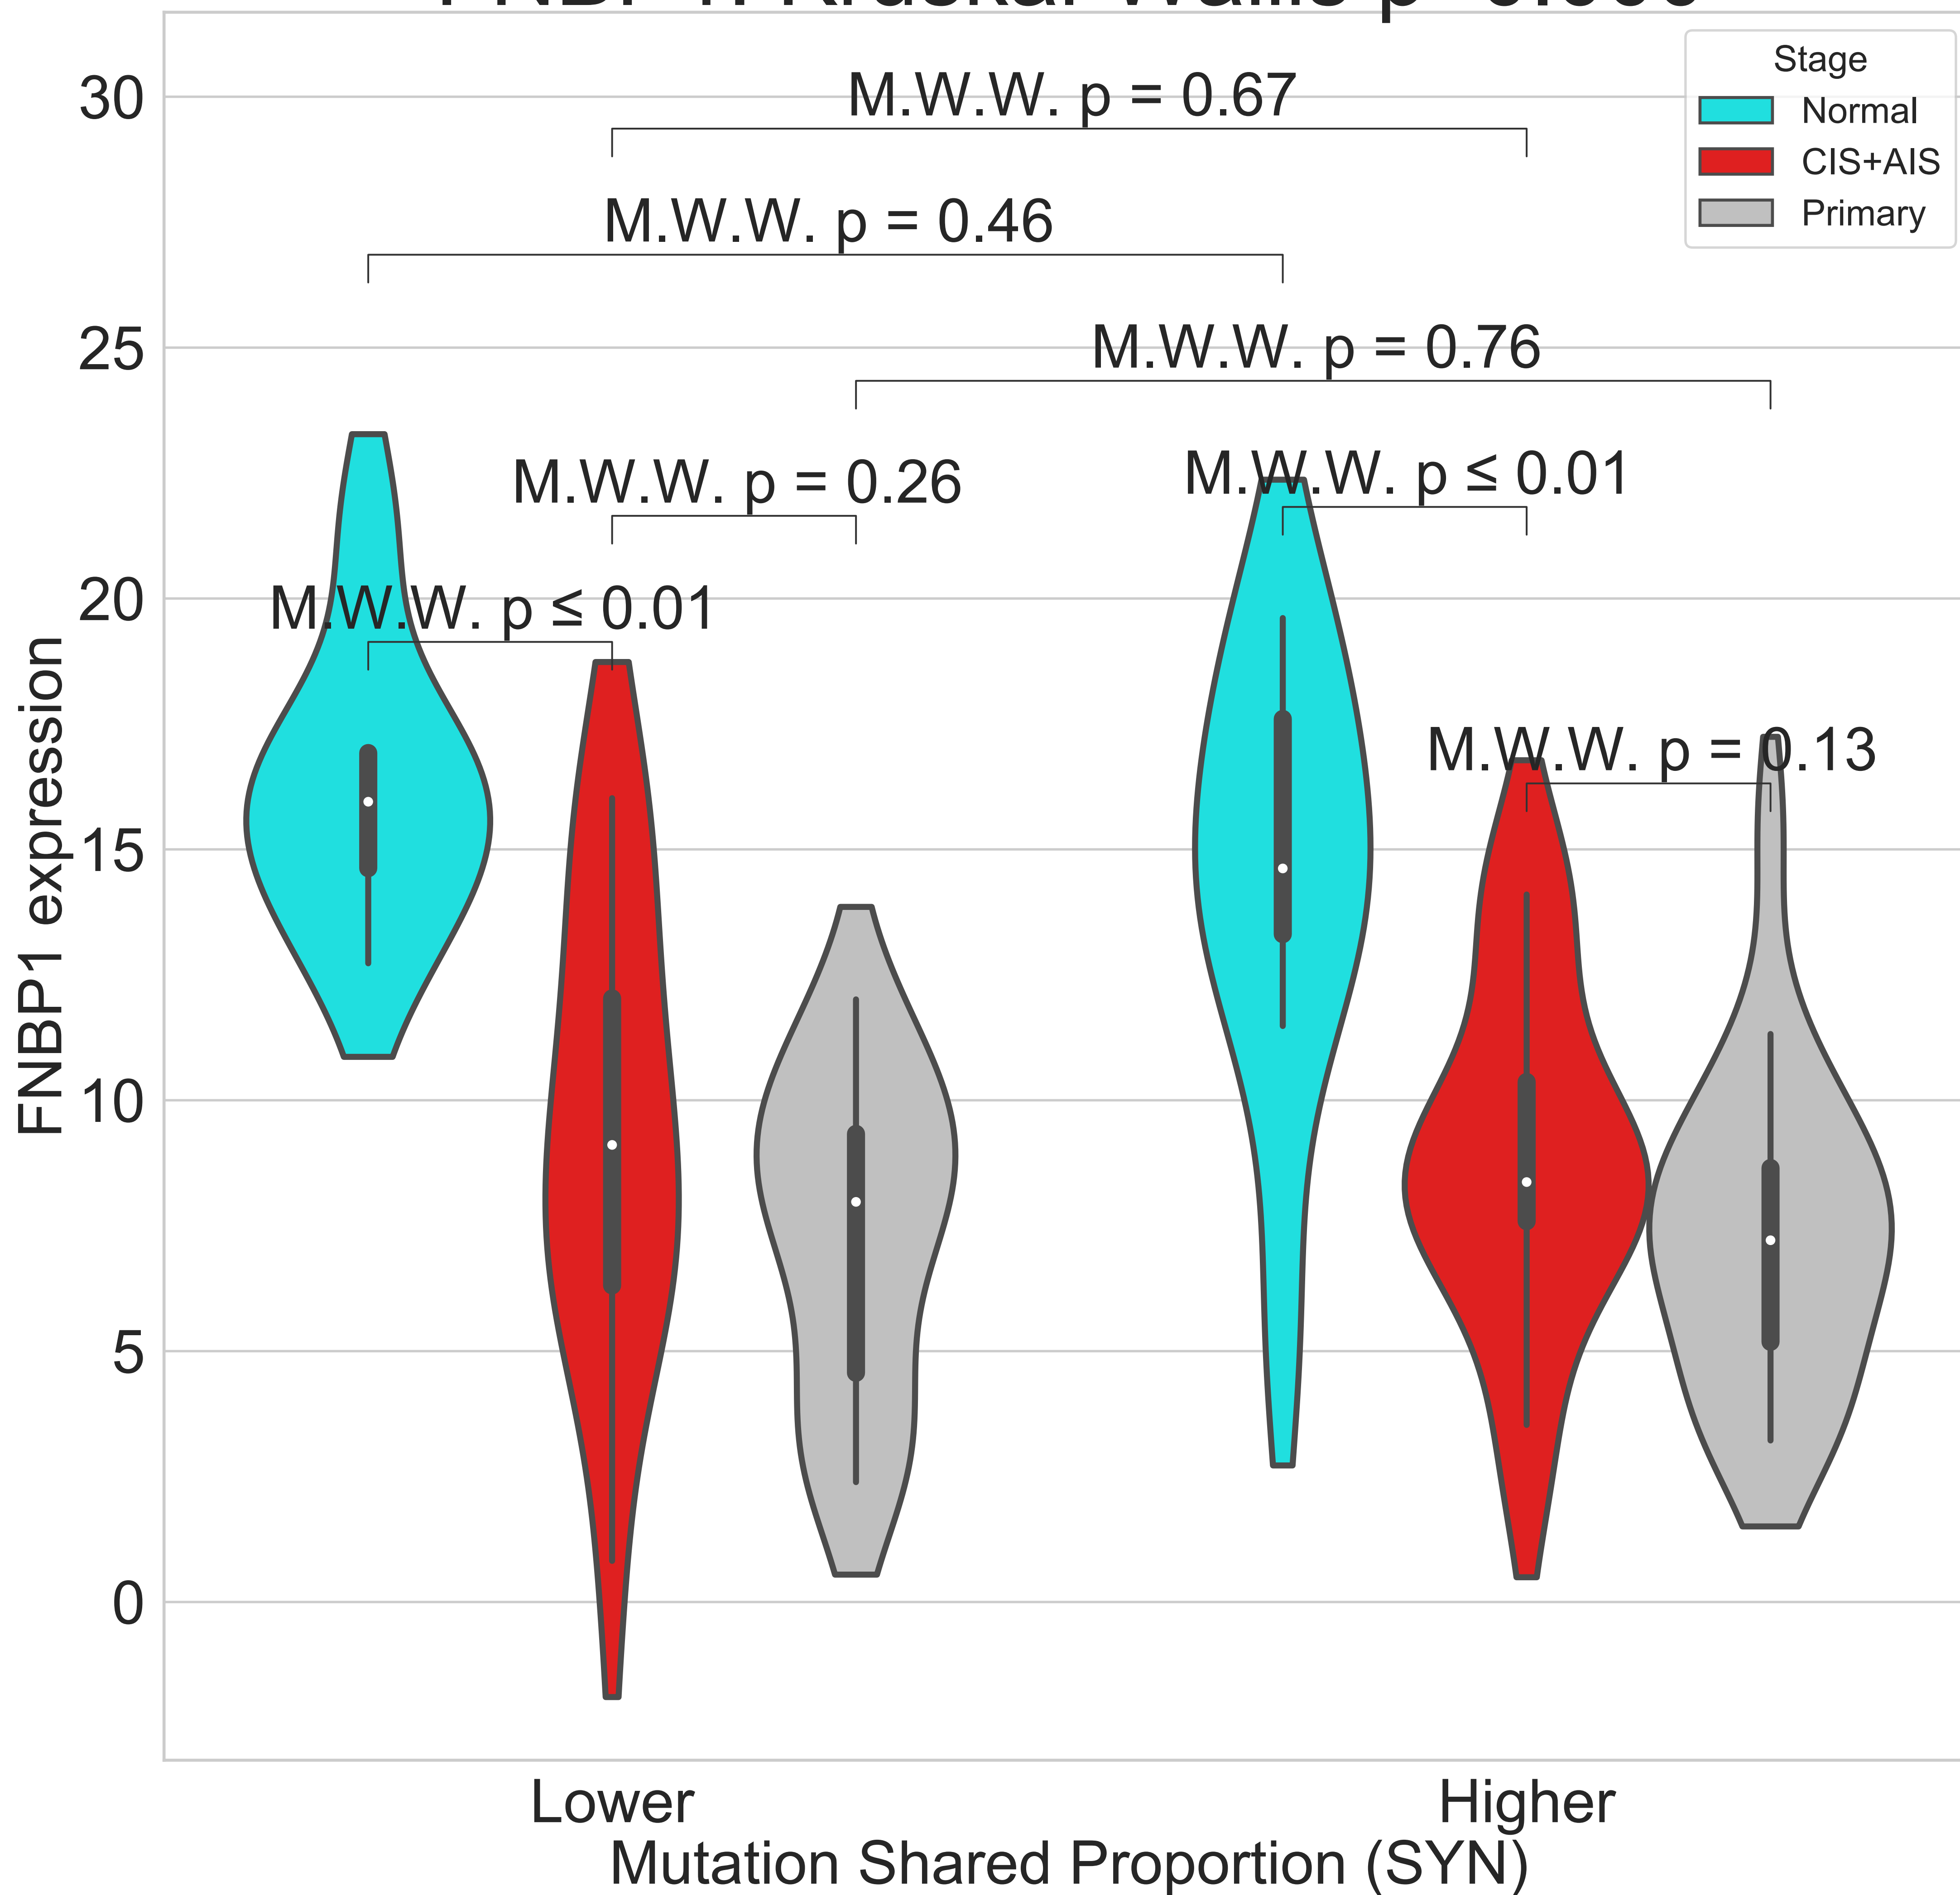 Stage
Normal
CIS+AIS
Primary
M.W.W. p = 0.67
M.W.W. p = 0.46
M.W.W. p = 0.76
M.W.W. p = 0.26
M.W.W. p ≤ 0.01
M.W.W. p ≤ 0.01
M.W.W. p = 0.13
30
25
20
15
10
5
0
FNBP1 expression
Lower
Higher
Mutation Shared Proportion (SYN)